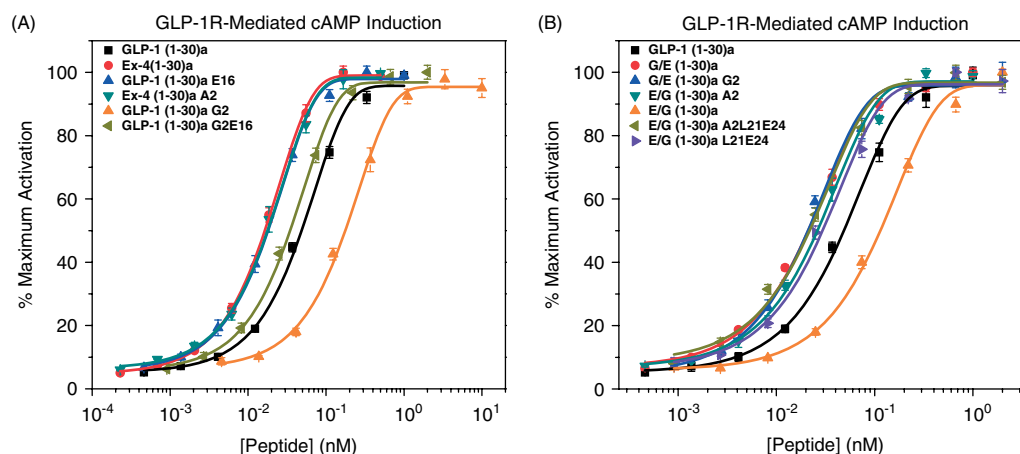 (A)
GLP-1R-Mediated cAMP Induction
GLP-1 (1-30)a
Ex-4(1-30)a
GLP-1 (1-30)a E16
Ex-4 (1-30)a A2
GLP-1 (1-30)a G2
GLP-1 (1-30)a G2E16
% Maximum Activation
100
80
60
40
20
0
10⁻⁴
10⁻³
10⁻²
10⁻¹
10⁰
10¹
[Peptide] (nM)
(B)
GLP-1R-Mediated cAMP Induction
GLP-1 (1-30)a
G/E (1-30)a
G/E (1-30)a G2
E/G (1-30)a A2
E/G (1-30)a
E/G (1-30)a A2L21E24
E/G (1-30)a L21E24
% Maximum Activation
100
80
60
40
20
0
10⁻³
10⁻²
10⁻¹
10⁰
[Peptide] (nM)